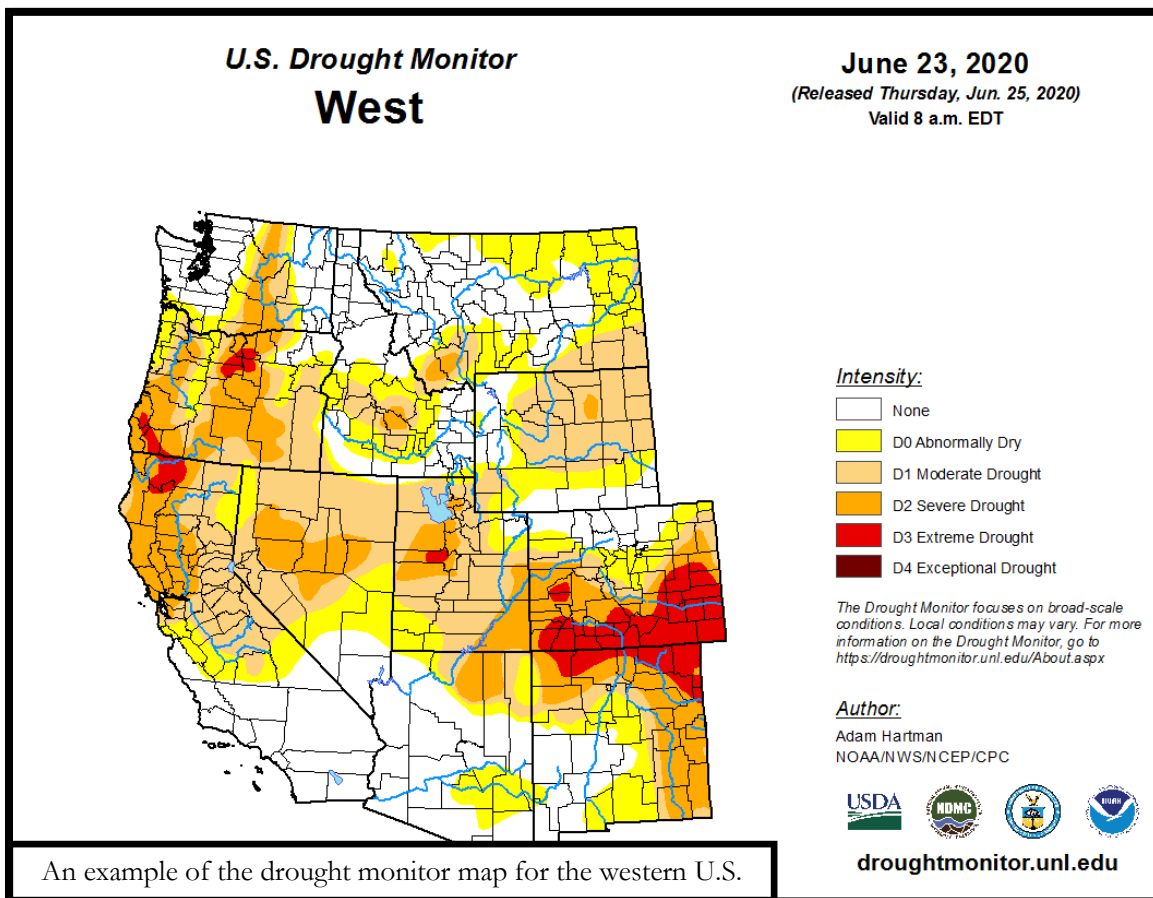 U.S. Drought Monitor
West
June 23, 2020
(Released Thursday, Jun. 25, 2020)
Valid 8 a.m. EDT
Intensity:
None
D0 Abnormally Dry
D1 Moderate Drought
D2 Severe Drought
D3 Extreme Drought
D4 Exceptional Drought
The Drought Monitor focuses on broad-scale
conditions. Local conditions may vary. For more
information on the Drought Monitor, go to
https://droughtmonitor.unl.edu/About.aspx
Author:
Adam Hartman
NOAA/NWS/NCEP/CPC
USDA
NDMC
NOAA
droughtmonitor.unl.edu
An example of the drought monitor map for the western U.S.